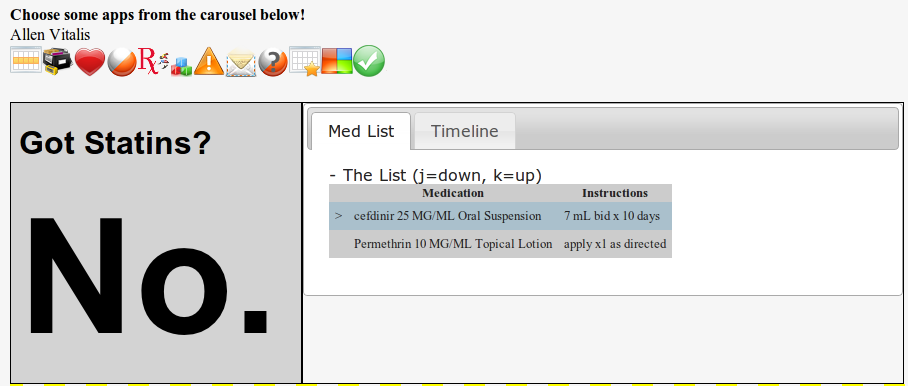 Choose some apps from the carousel below!
Allen Vitalis
Rx
Got Statins?
No.
Med List Timeline
- The List (j=down, k=up)
Medication Instructions
> cefdinir 25 MG/ML Oral Suspension 7 mL bid x 10 days
Permethrin 10 MG/ML Topical Lotion apply x1 as directed